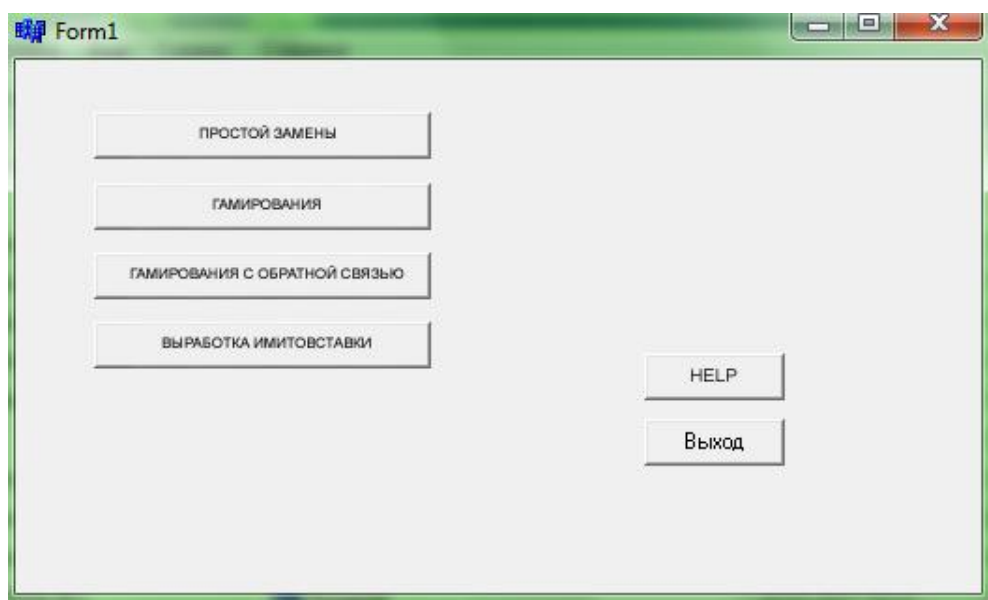 Form1
ПРОСТОЙ ЗАМЕНЫ
ГАМИРОВАНИЯ
ГАМИРОВАНИЯ С ОБРАТНОЙ СВЯЗЬЮ
ВЫРАБОТКА ИМИТОВСТАВКИ
HELP
Выход